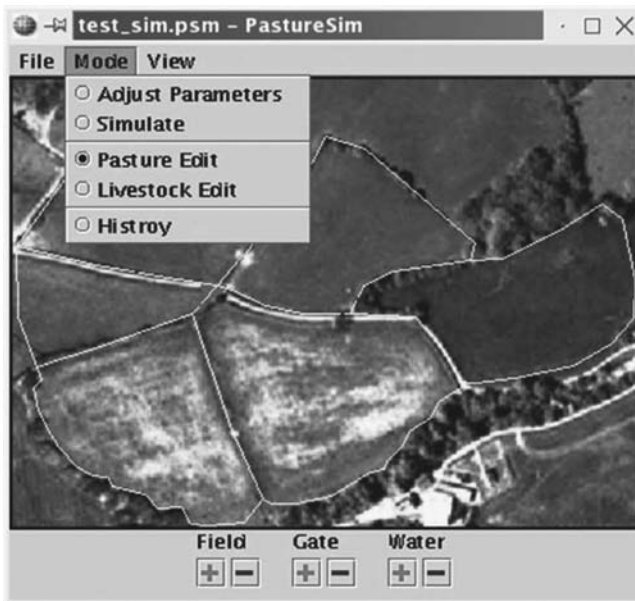 test_sim.psm – PastureSim
File Mode View
Adjust Parameters
Simulate
Pasture Edit
Livestock Edit
Histroy
Field Gate Water
+ − + − + −